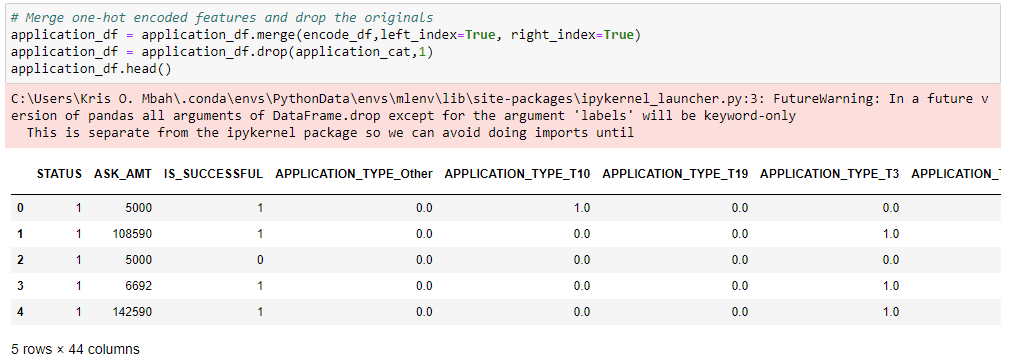 # Merge one-hot encoded features and drop the originals
application_df = application_df.merge(encode_df,left_index=True, right_index=True)
application_df = application_df.drop(application_cat,1)
application_df.head()
C:\Users\Kris O. Mbah\.conda\envs\PythonData\envs\mlenv\lib\site-packages\ipykernel_launcher.py:3: FutureWarning: In a future v
ersion of pandas all arguments of DataFrame.drop except for the argument 'labels' will be keyword-only
  This is separate from the ipykernel package so we can avoid doing imports until
STATUS ASK_AMT IS_SUCCESSFUL APPLICATION_TYPE_Other APPLICATION_TYPE_T10 APPLICATION_TYPE_T19 APPLICATION_TYPE_T3 APPLICATION_
0 1 5000 1 0.0 1.0 0.0 0.0
1 1 108590 1 0.0 0.0 0.0 1.0
2 1 5000 0 0.0 0.0 0.0 0.0
3 1 6692 1 0.0 0.0 0.0 1.0
4 1 142590 1 0.0 0.0 0.0 1.0
5 rows × 44 columns